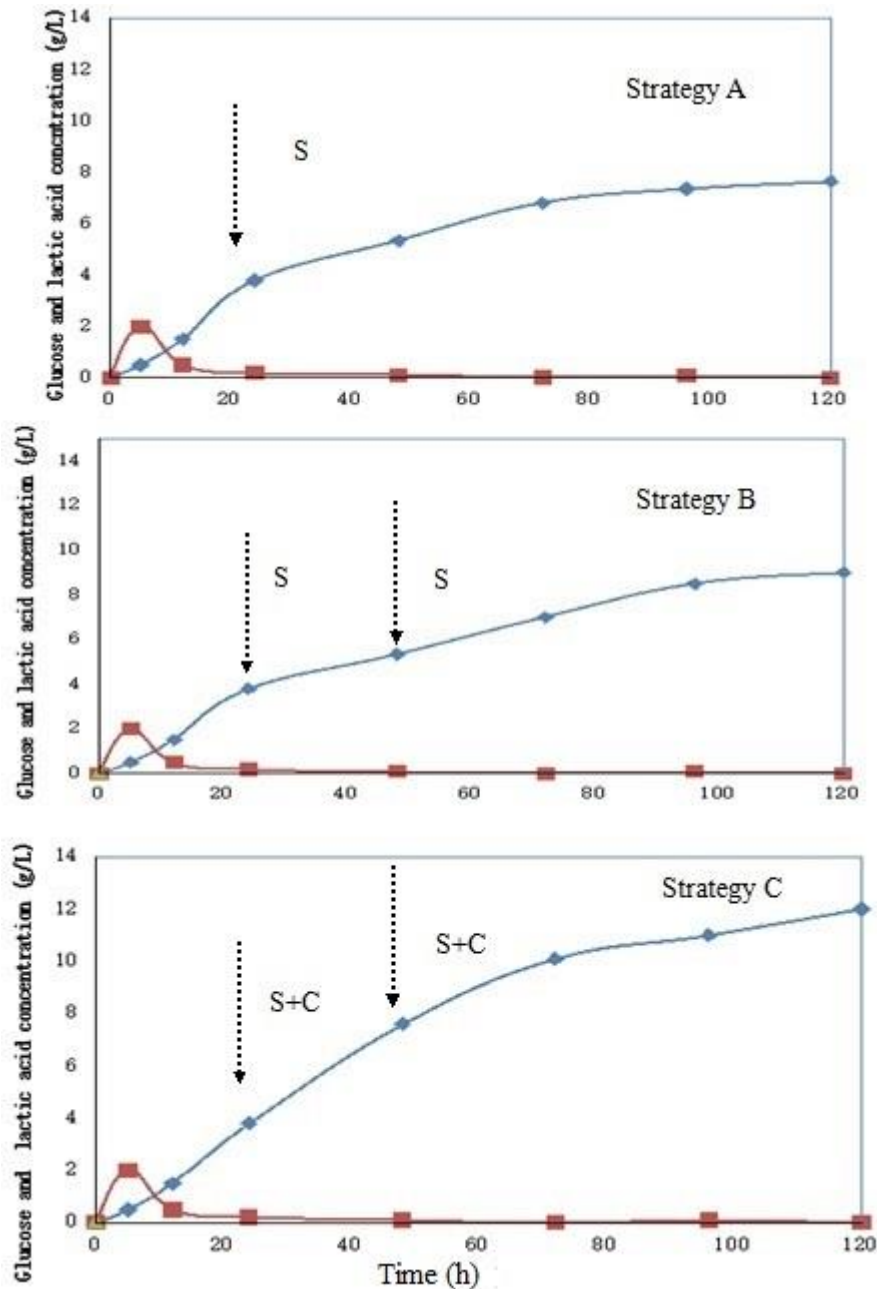 Glucose and lactic acid concntration (g/L)
14
12
10
8
6
4
2
0
Strategy A
S
0 20 40 60 80 100 120
Glucose and lactic acid concentration (g/L)
14
12
10
8
6
4
2
0
Strategy B
S
S
0 20 40 60 80 100 120
Glucose and lactic acid concentration (g/L)
14
12
10
8
6
4
2
0
Strategy C
S+C
S+C
0 20 40 60 80 100 120
Time (h)